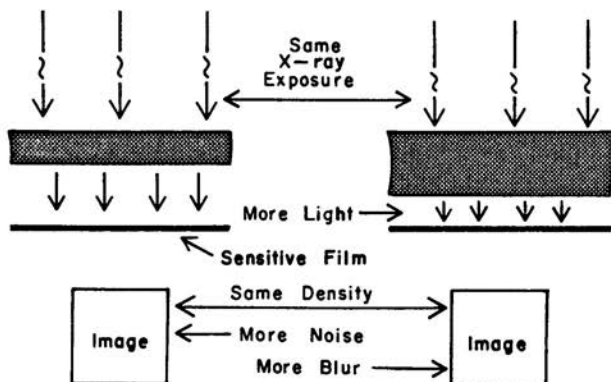 Same
X-ray
Exposure
More Light
Sensitive Film
Same Density
Image
More Noise
More Blur
Image